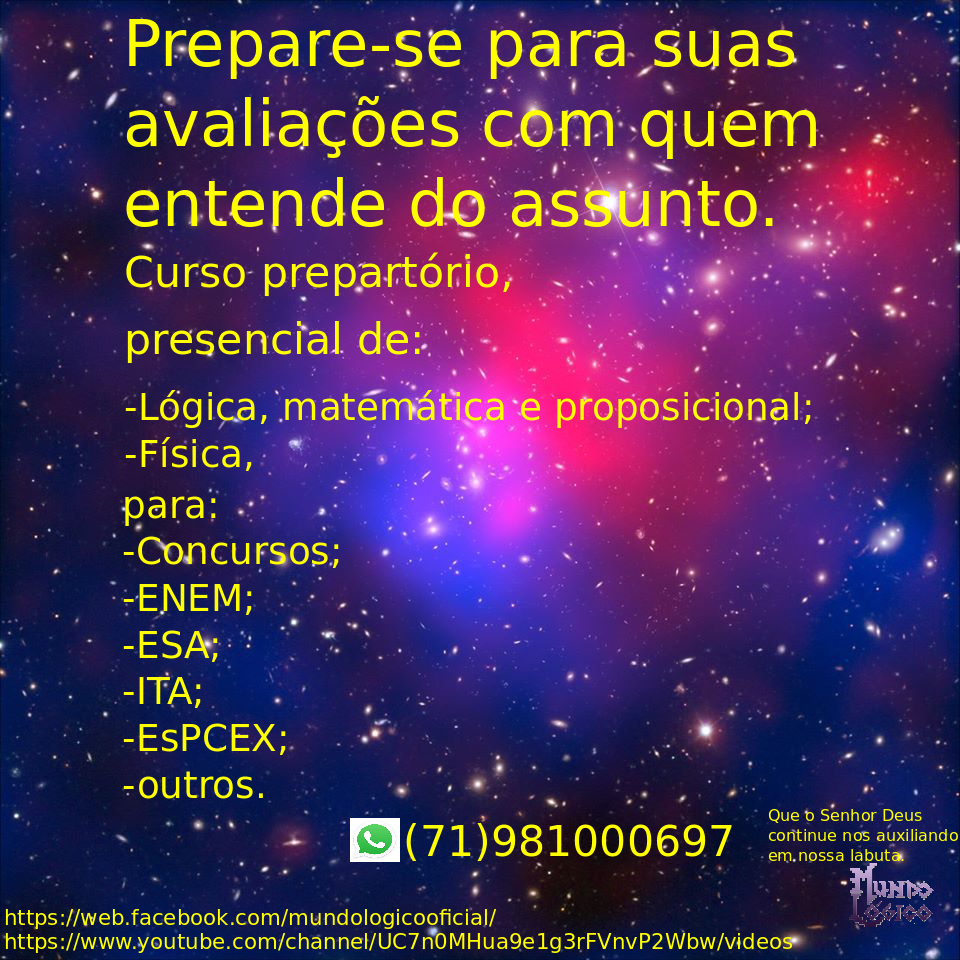 Prepare-se para suas
avaliações com quem
entende do assunto.
Curso prepartório,
presencial de:
-Lógica, matemática e proposicional;
-Física,
para:
-Concursos;
-ENEM;
-ESA;
-ITA;
-EsPCEX;
-outros.
(71)981000697
Que o Senhor Deus
continue nos auxiliando
em nossa labuta.
Mundo
Lógico
https://web.facebook.com/mundologicooficial/
https://www.youtube.com/channel/UC7n0MHua9e1g3rFVnvP2Wbw/videos